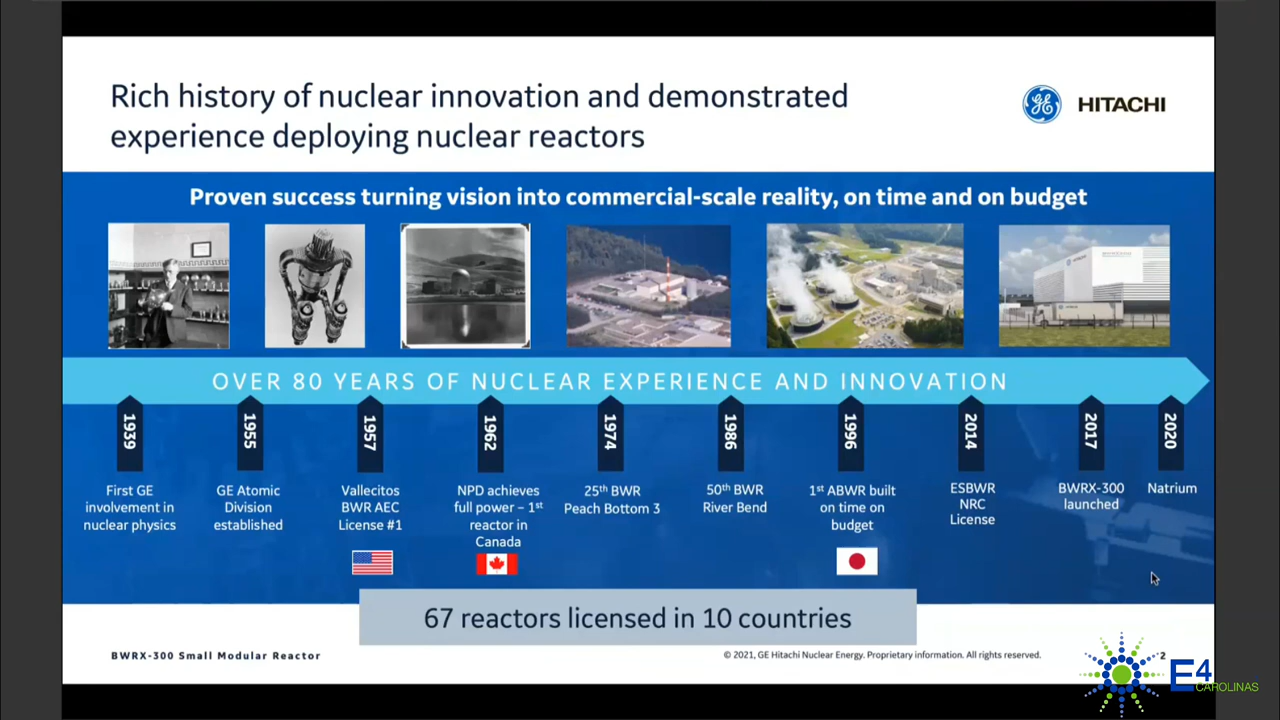 Rich history of nuclear innovation and demonstrated
experience deploying nuclear reactors
HITACHI
Proven success turning vision into commercial-scale reality, on time and on budget
OVER 80 YEARS OF NUCLEAR EXPERIENCE AND INNOVATION
1939
First GE
involvement in
nuclear physics
1955
GE Atomic
Division
established
1957
Vallecitos
BWR AEC
License #1
1962
NPD achieves
full power – 1st
reactor in
Canada
1974
25th BWR
Peach Bottom 3
1986
50th BWR
River Bend
1996
1st ABWR built
on time on
budget
2014
ESBWR
NRC
License
2017
BWRX-300
launched
2020
Natrium
67 reactors licensed in 10 countries
BWRX-300 Small Modular Reactor
© 2021, GE Hitachi Nuclear Energy. Proprietary information. All rights reserved.
2
E4
CAROLINAS